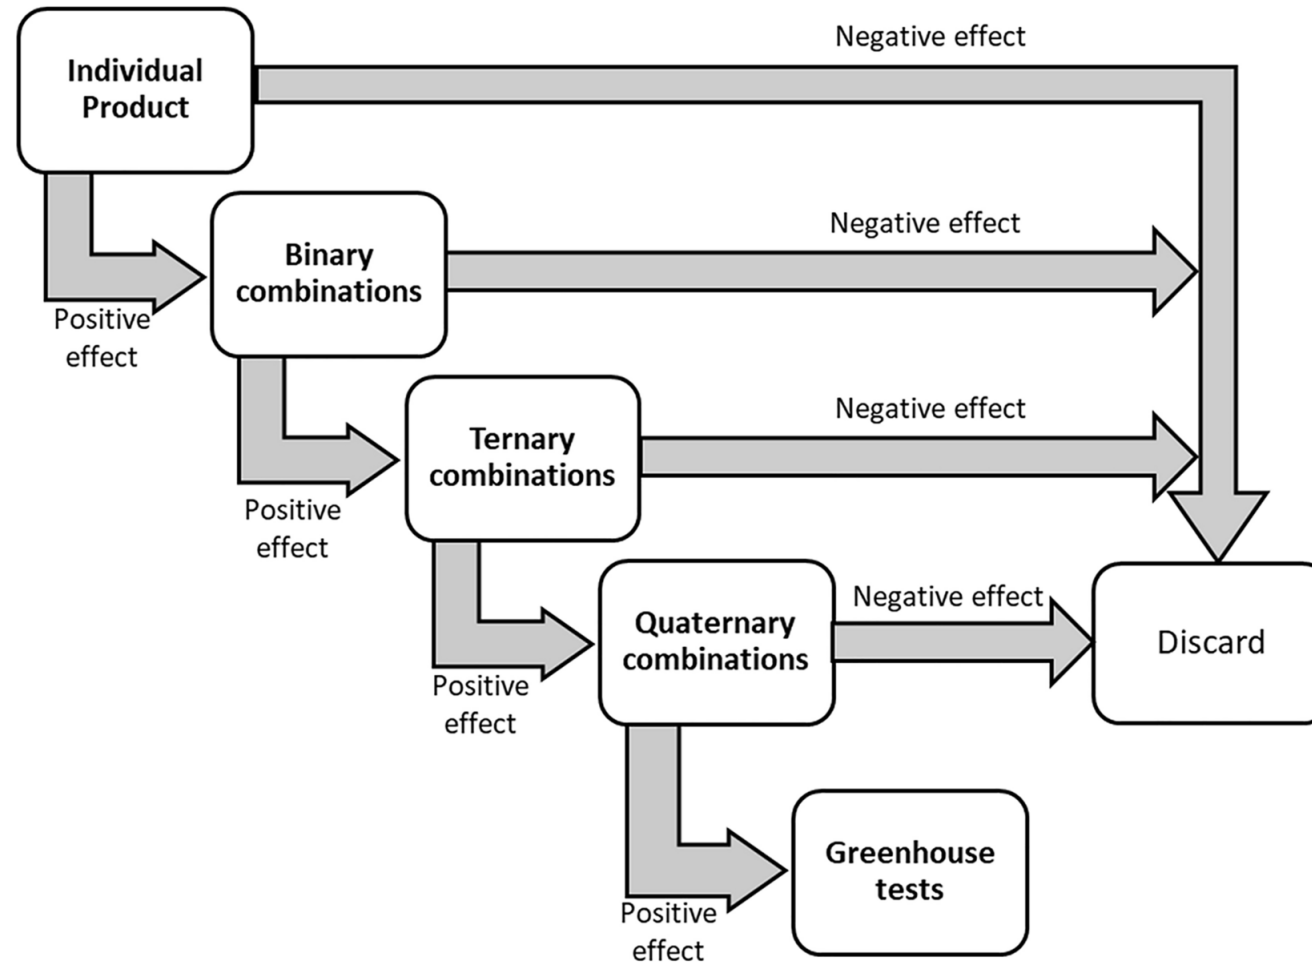 Negative effect
Individual
Product
Negative effect
Binary
combinations
Positive
effect
Negative effect
Ternary
combinations
Positive
effect
Negative effect
Quaternary
combinations
Discard
Positive
effect
Greenhouse
tests
Positive
effect